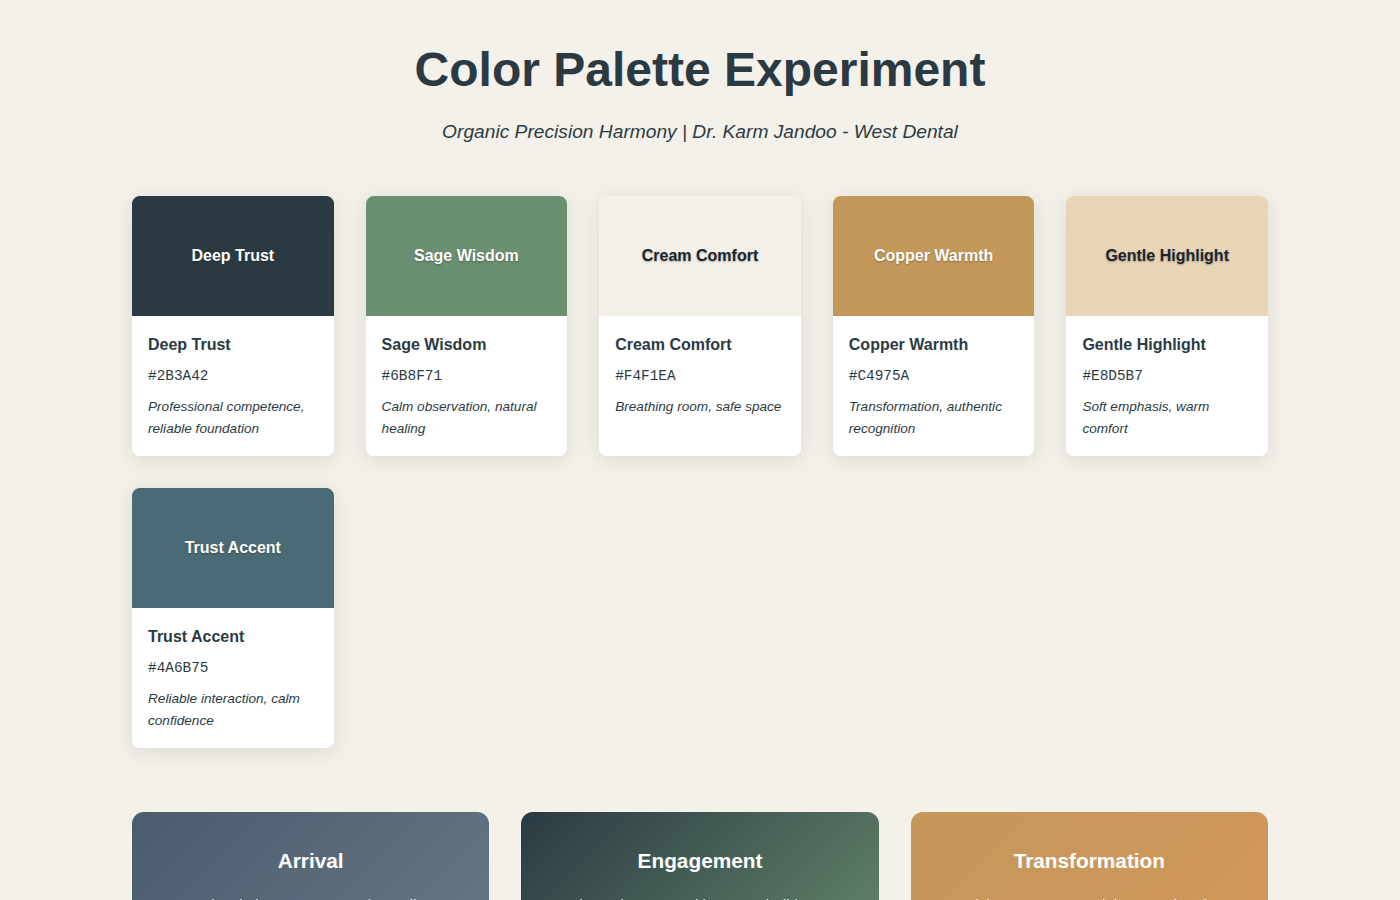 Color Palette Experiment
Organic Precision Harmony | Dr. Karm Jandoo - West Dental
Deep Trust
Sage Wisdom
Cream Comfort
Copper Warmth
Gentle Highlight
Deep Trust
#2B3A42
Professional competence,
reliable foundation
Sage Wisdom
#6B8F71
Calm observation, natural
healing
Cream Comfort
#F4F1EA
Breathing room, safe space
Copper Warmth
#C4975A
Transformation, authentic
recognition
Gentle Highlight
#E8D5B7
Soft emphasis, warm
comfort
Trust Accent
Trust Accent
#4A6B75
Reliable interaction, calm
confidence
Arrival
Engagement
Transformation